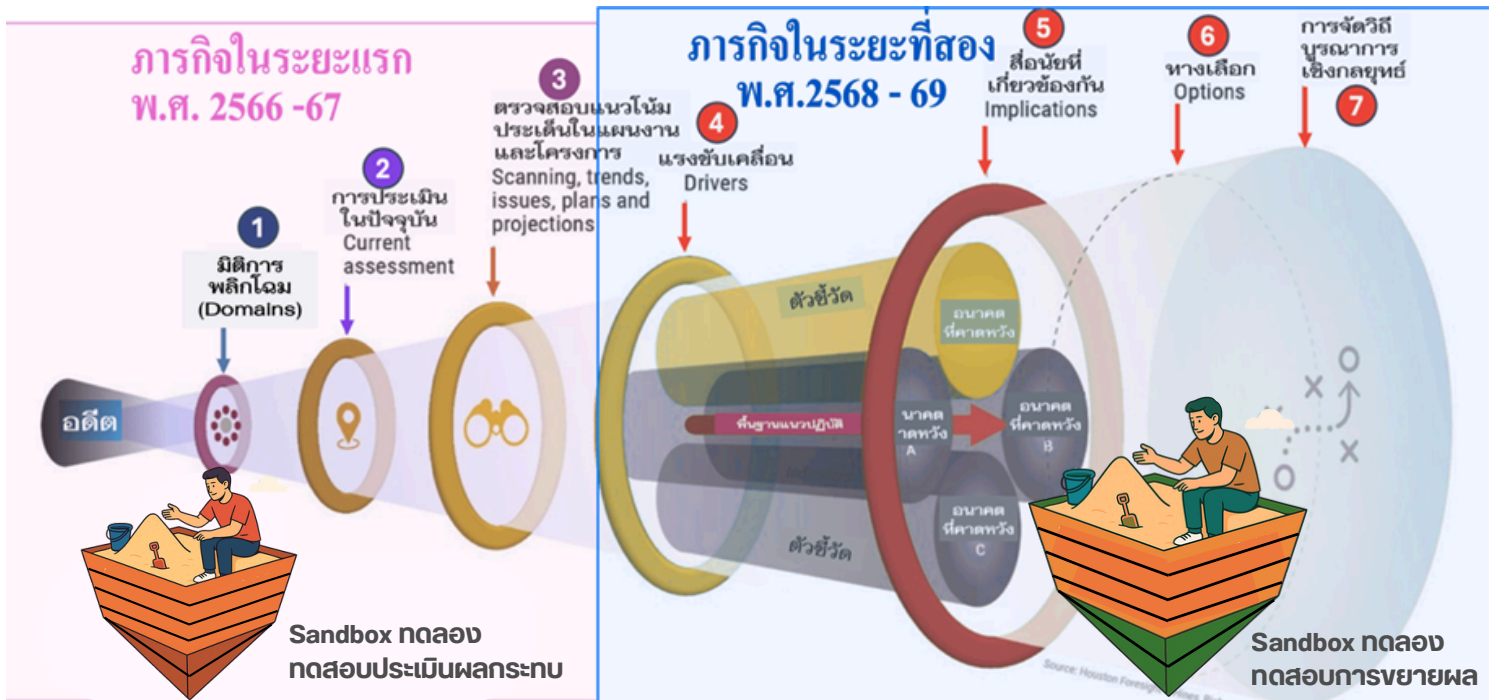 ภารกิจในระยะแรก
พ.ศ. 2566 -67
1
มิติการ
พลิกโฉม
(Domains)
2
การประเมิน
ในปัจจุบัน
Current
assessment
3
ตรวจสอบแนวโน้ม
ประเด็นในแผนงาน
และโครงการ
Scanning, trends,
issues, plans and
projections
อดีต
Sandbox ทดลอง
ทดสอบประเมินผลกระทบ
ภารกิจในระยะที่สอง
พ.ศ.2568 - 69
4
แรงขับเคลื่อน
Drivers
5
สื่อนัยที่
เกี่ยวข้องกัน
Implications
6
ทางเลือก
Options
การจัดวิถี
บูรณาการ
เชิงกลยุทธ์
7
ตัวชี้วัด
อนาคต
ที่คาดหวัง
พื้นฐานแนวปฏิบัติ
นาคต
าดหวัง
A
อนาคต
ที่คาดหวัง
B
อนาคต
ที่คาดหวัง
C
ตัวชี้วัด
O
X
X
O
Sandbox ทดลอง
ทดสอบการขยายผล
Source: Houston Foresight